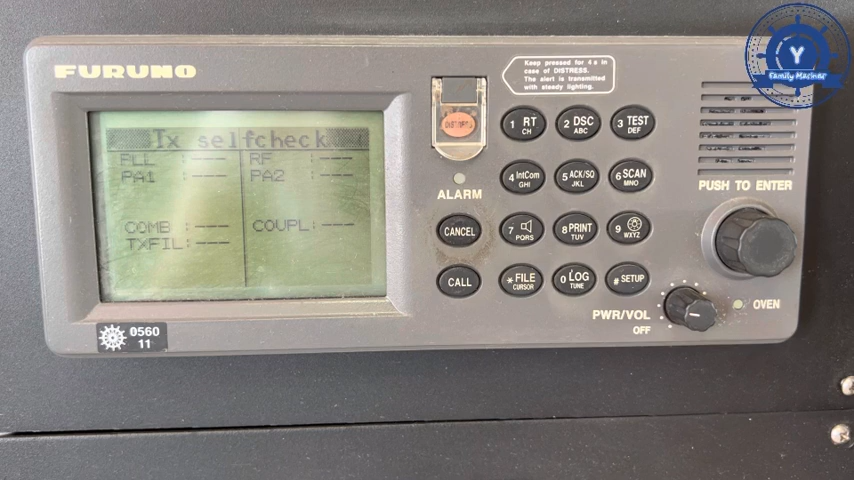 FURUNO
Tx selfcheck
PLL :--- RF :---
PA1 :--- PA2 :---
COMB :--- COUPL:---
TXFIL:---
0560
11
Keep pressed for 4s in
case of DISTRESS.
The alert is transmitted
with steady lighting.
DISTRESS
ALARM
CANCEL
CALL
1 RT
CH
2 DSC
ABC
3 TEST
DEF
4 IntCom
GHI
5 ACK/SQ
JKL
6 SCAN
MNO
7
PQRS
8 PRINT
TUV
9
WXYZ
* FILE
CURSOR
0 LOG
TUNE
# SETUP
PUSH TO ENTER
PWR/VOL
OFF
OVEN
Y
Family Mariner